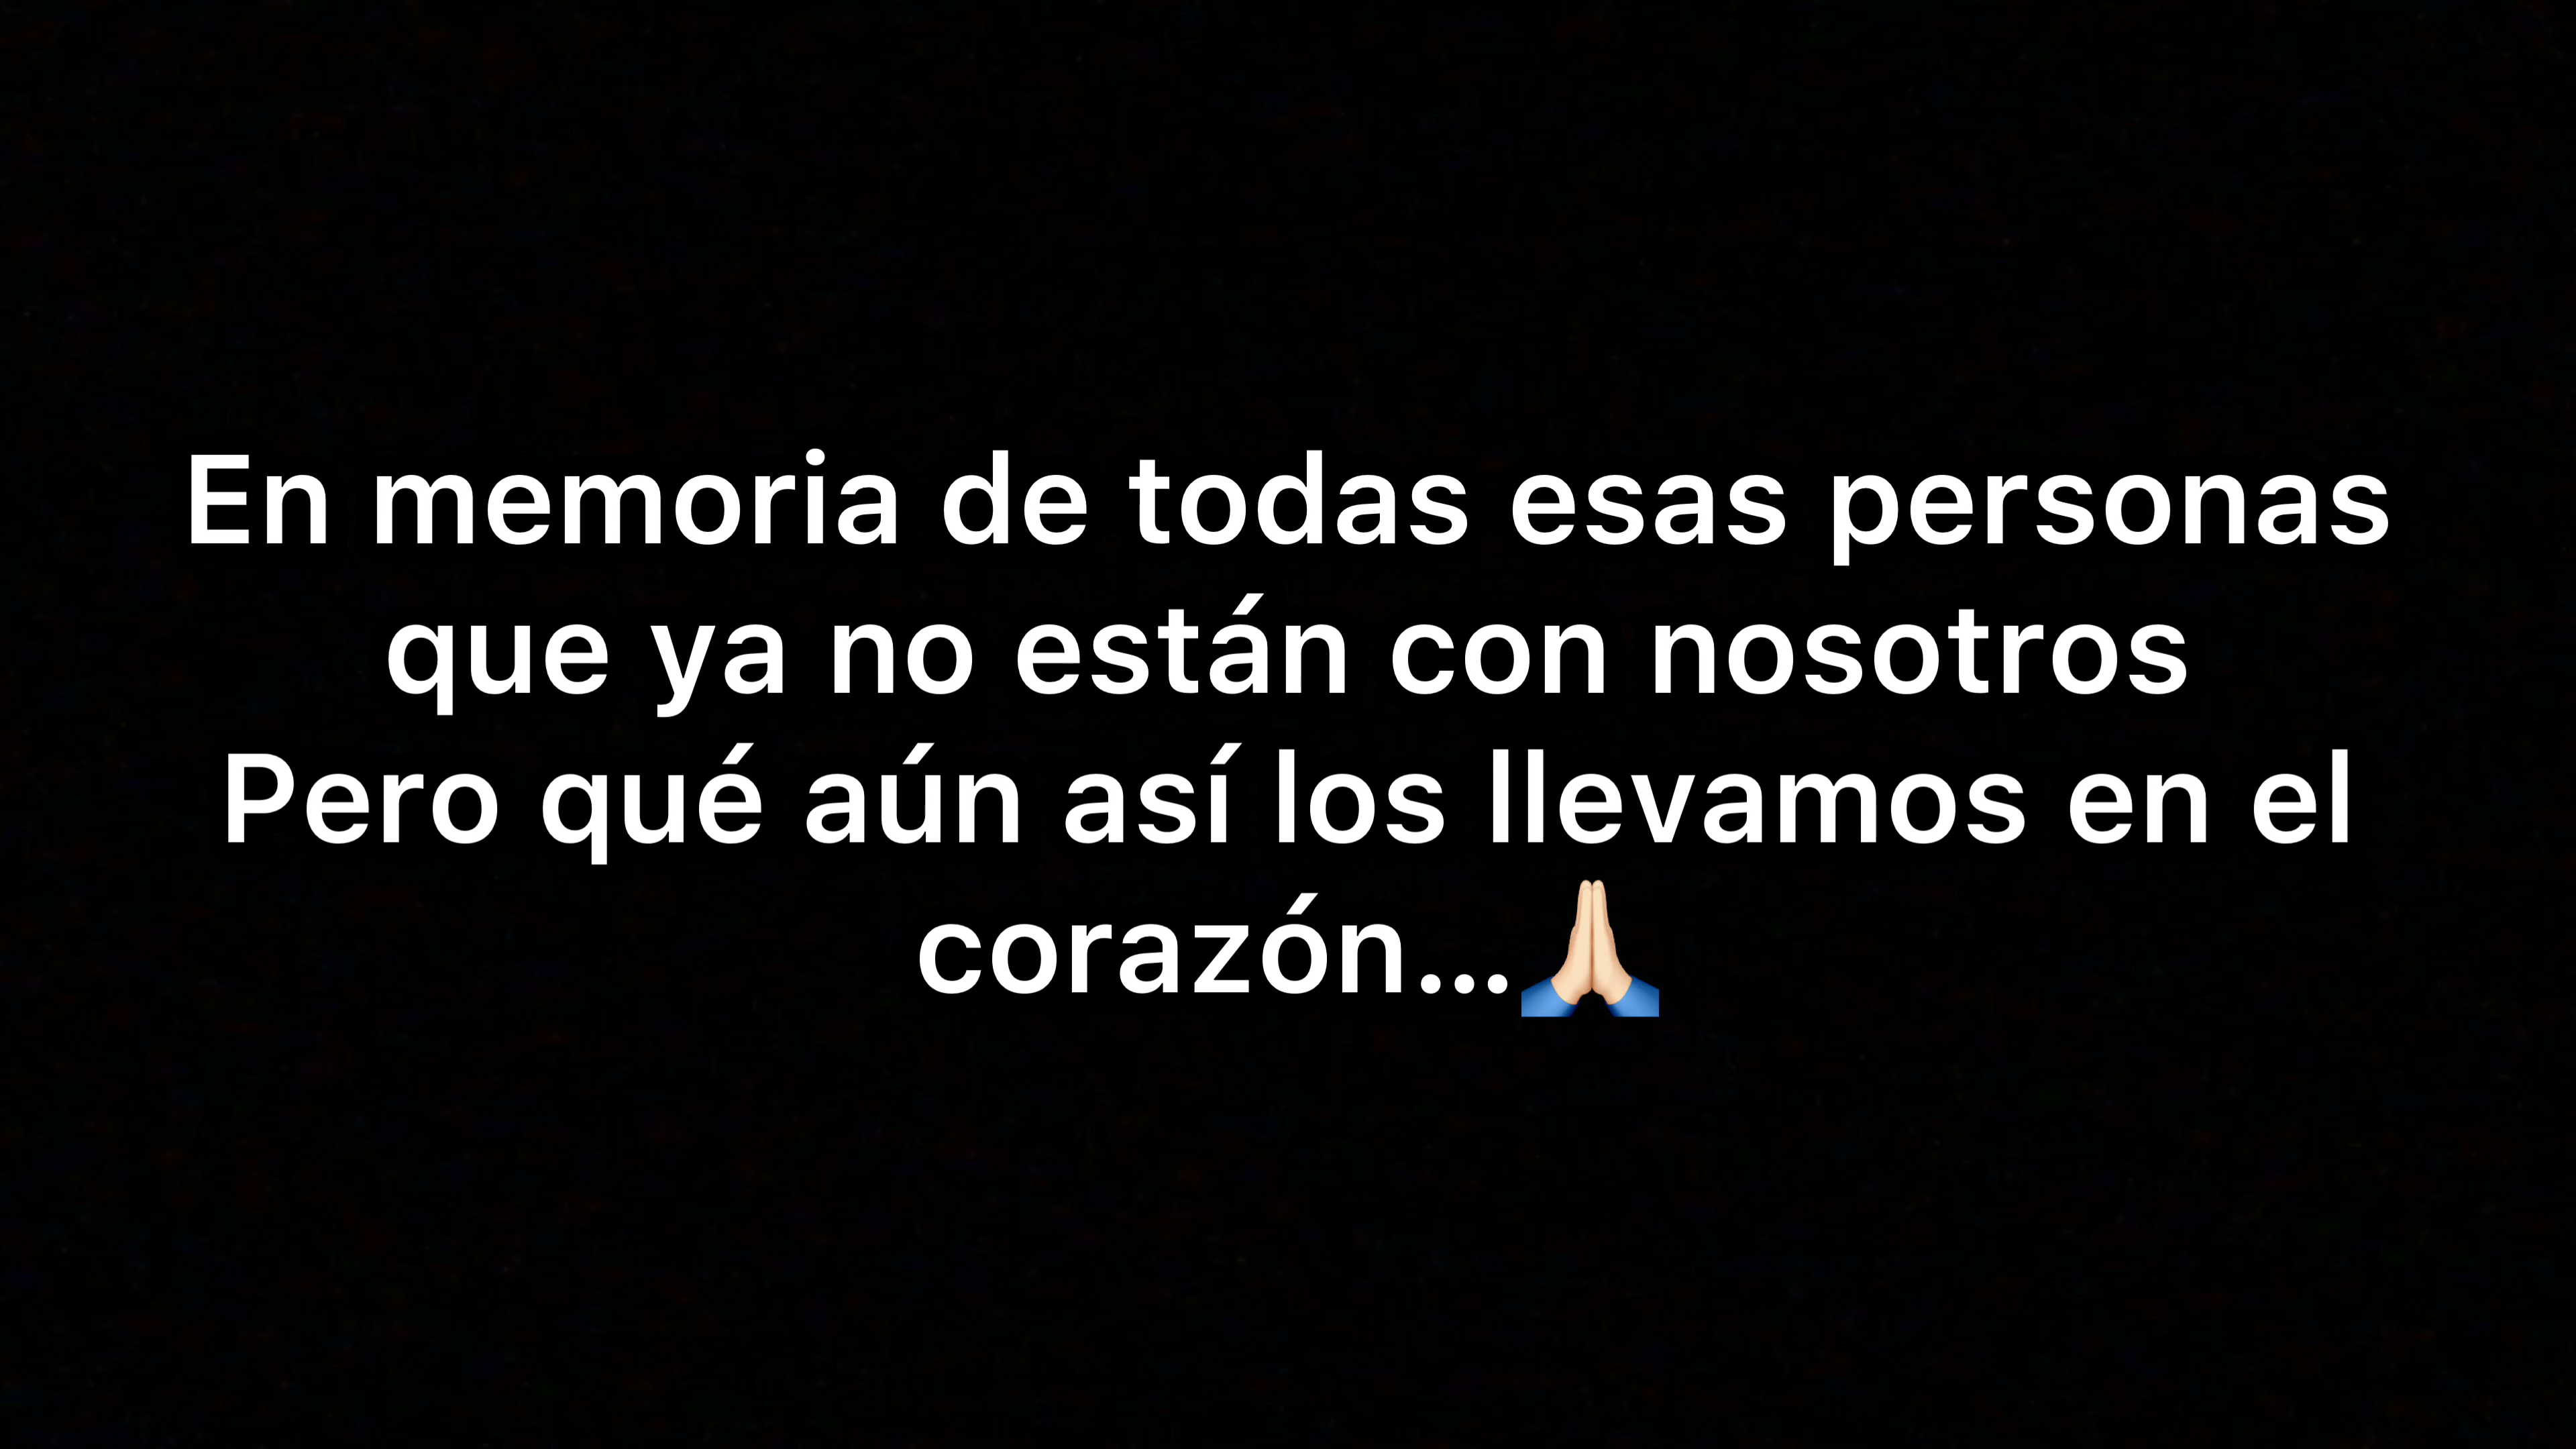 En memoria de todas esas personas
que ya no están con nosotros
Pero qué aún así los llevamos en el
corazón...🙏🏻